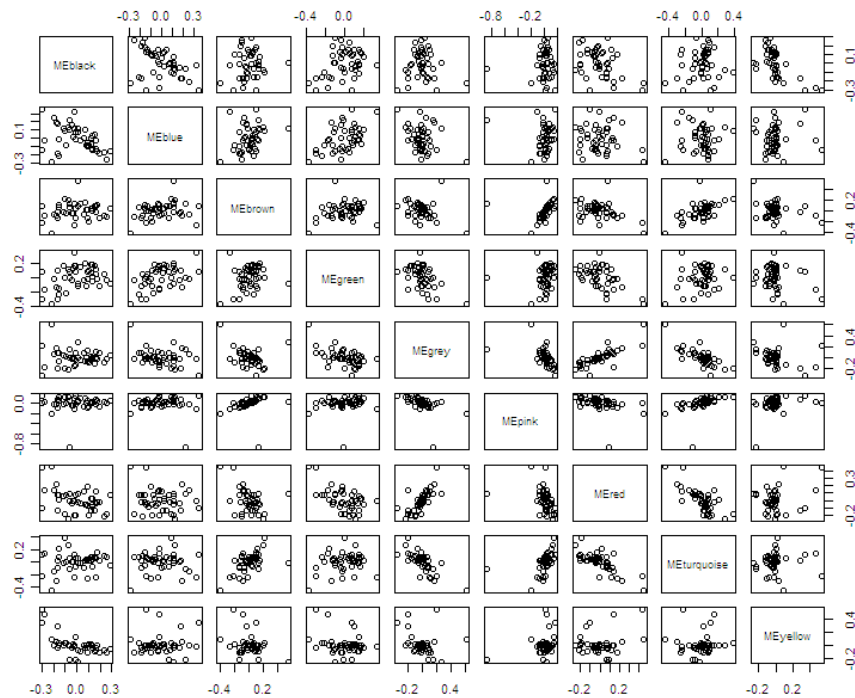 -0.3 0.0 0.3 -0.3 0.0 -0.8 -0.2 -0.4 0.0 0.4
MEblack 0.1 -0.3
-0.3 0.1 MEblue
MEbrown 0.2 -0.4
-0.4 0.2 MEgreen
MEgrey 0.4 -0.2
-0.8 0.0 MEpink
MEred 0.3 -0.2
-0.4 0.2 MEturquoise
MEyellow 0.4 -0.2
-0.3 0.0 0.3 -0.4 0.2 -0.2 0.4 -0.2 0.2 -0.2 0.4